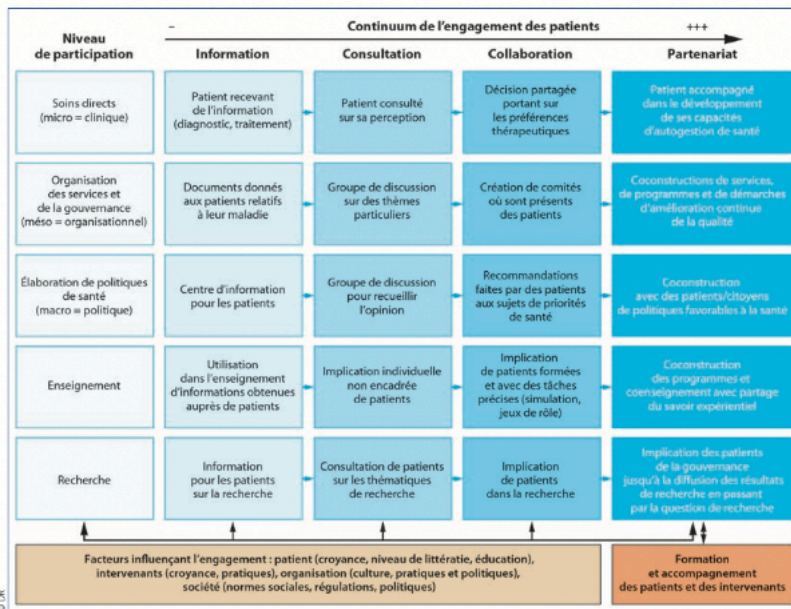 Niveau
de participation
–
Continuum de l'engagement des patients
+++
Information
Consultation
Collaboration
Partenariat
Soins directs
(micro = clinique)
Patient recevant
de l'information
(diagnostic, traitement)
Patient consulté
sur sa perception
Décision partagée
portant sur
les préférences
thérapeutiques
Patient accompagné
dans le développement
de ses capacités
d'autogestion de santé
Organisation
des services et
de la gouvernance
(méso = organisationnel)
Documents donnés
aux patients relatifs
à leur maladie
Groupe de discussion
sur des thèmes
particuliers
Création de comités
où sont présents
des patients
Coconstructions de services,
de programmes et de démarches
d'amélioration continue
de la qualité
Élaboration de politiques
de santé
(macro = politique)
Centre d'information
pour les patients
Groupe de discussion
pour recueillir
l'opinion
Recommandations
faites par des patients
aux sujets de priorités
de santé
Coconstruction
avec des patients/citoyens
de politiques favorables à la santé
Enseignement
Utilisation
dans l'enseignement
d'informations obtenues
auprès de patients
Implication individuelle
non encadrée
de patients
Implication
de patients formées
et avec des tâches
précises (simulation,
jeux de rôle)
Coconstruction
des programmes et
coenseignement avec partage
du savoir expérientiel
Recherche
Information
pour les patients
sur la recherche
Consultation de patients
sur les thématiques
de recherche
Implication
de patients
dans la recherche
Implication des patients
de la gouvernance
jusqu'à la diffusion des résultats
de recherche en passant
par la question de recherche
Facteurs influençant l'engagement : patient (croyance, niveau de littératie, éducation),
intervenants (croyance, pratiques), organisation (culture, pratiques et politiques),
société (normes sociales, régulations, politiques)
Formation
et accompagnement
des patients et des intervenants